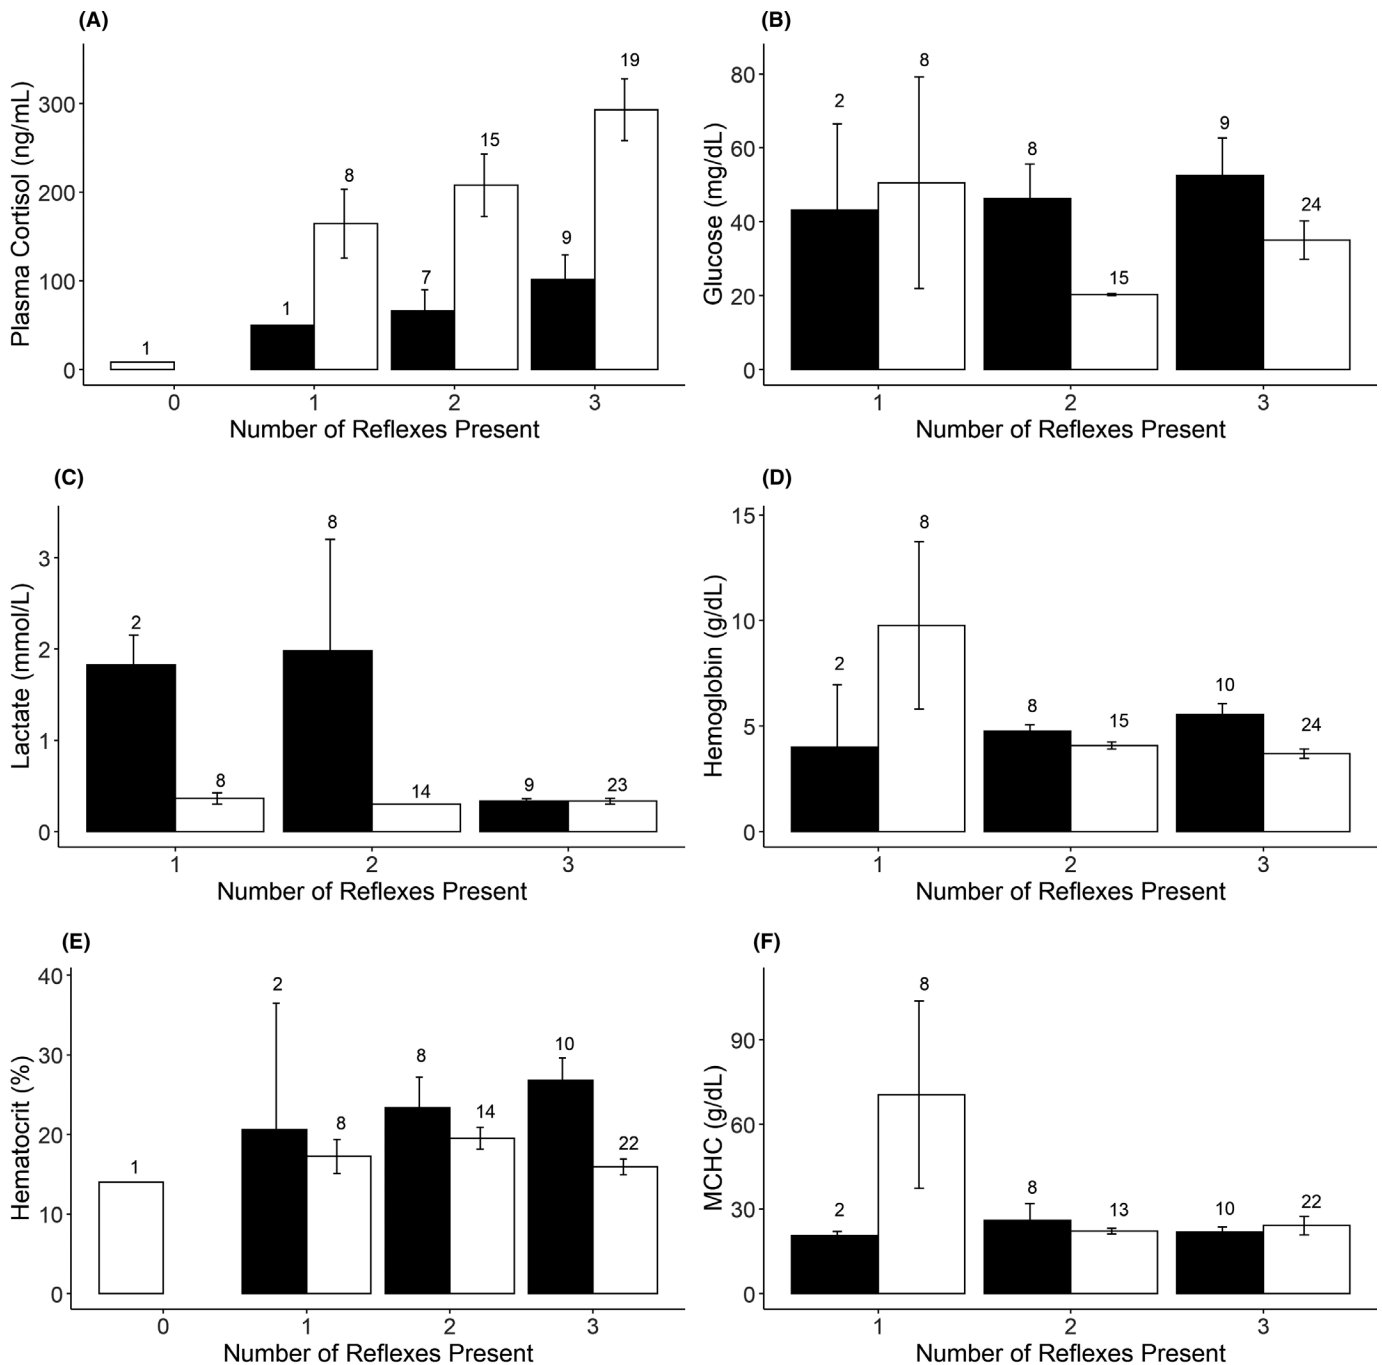 (A)
Plasma Cortisol (ng/mL)
300
200
100
0
1
1
8
7
15
9
19
0 1 2 3
Number of Reflexes Present
(B)
Glucose (mg/dL)
80
60
40
20
0
2
8
8
15
9
24
1 2 3
Number of Reflexes Present
(C)
Lactate (mmol/L)
3
2
1
0
2
8
8
14
9
23
1 2 3
Number of Reflexes Present
(D)
Hemoglobin (g/dL)
15
10
5
0
2
8
8
15
10
24
1 2 3
Number of Reflexes Present
(E)
Hematocrit (%)
40
30
20
10
0
1
2
8
8
14
10
22
0 1 2 3
Number of Reflexes Present
(F)
MCHC (g/dL)
90
60
30
0
2
8
8
13
10
22
1 2 3
Number of Reflexes Present